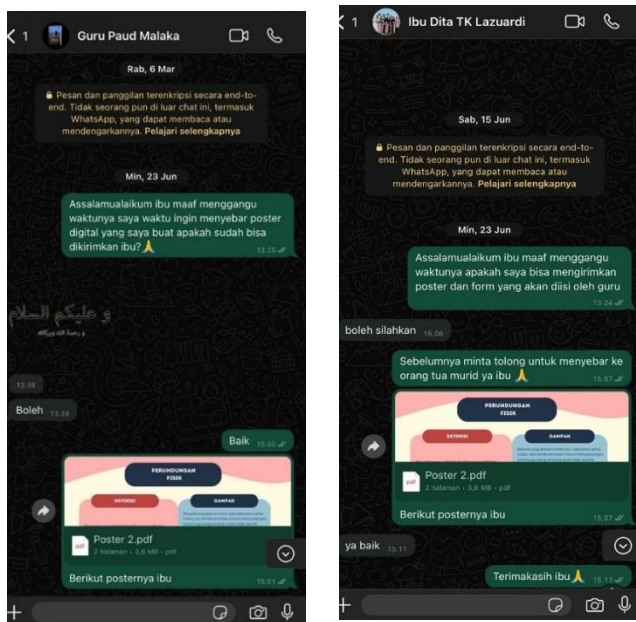 1 Guru Paud Malaka
Rab, 6 Mar
Pesan dan panggilan terenkripsi secara end-to-
end. Tidak seorang pun di luar chat ini, termasuk
WhatsApp, yang dapat membaca atau
mendengarkannya. Pelajari selengkapnya
Min, 23 Jun
Assalamualaikum ibu maaf menggangu
waktunya saya waktu ingin menyebar poster
digital yang saya buat apakah sudah bisa
dikirimkan ibu?🙏 13.25
و عليكم السلام
و رحمة الله وبركاته
13.38
Boleh 13.38
Baik 15.00
PERUNDUNGAN
FISIK
DEFINISI
DAMPAK
Poster 2.pdf
2 halaman • 3,6 MB • pdf
Berikut posternya ibu 15.01
1 Ibu Dita TK Lazuardi
Sab, 15 Jun
Pesan dan panggilan terenkripsi secara end-to-
end. Tidak seorang pun di luar chat ini, termasuk
WhatsApp, yang dapat membaca atau
mendengarkannya. Pelajari selengkapnya
Min, 23 Jun
Assalamualaikum ibu maaf menggangu
waktunya apakah saya bisa mengirimkan
poster dan form yang akan diisi oleh guru
13.24
boleh silahkan 15.06
Sebelumnya minta tolong untuk menyebar ke
orang tua murid ya ibu 🙏 15.07
PERUNDUNGAN
FISIK
DEFINISI
DAMPAK
pdf
Poster 2.pdf
2 halaman • 3,6 MB • pdf
Berikut posternya ibu 15.07
ya baik 15.11
Terimakasih ibu🙏 15.11